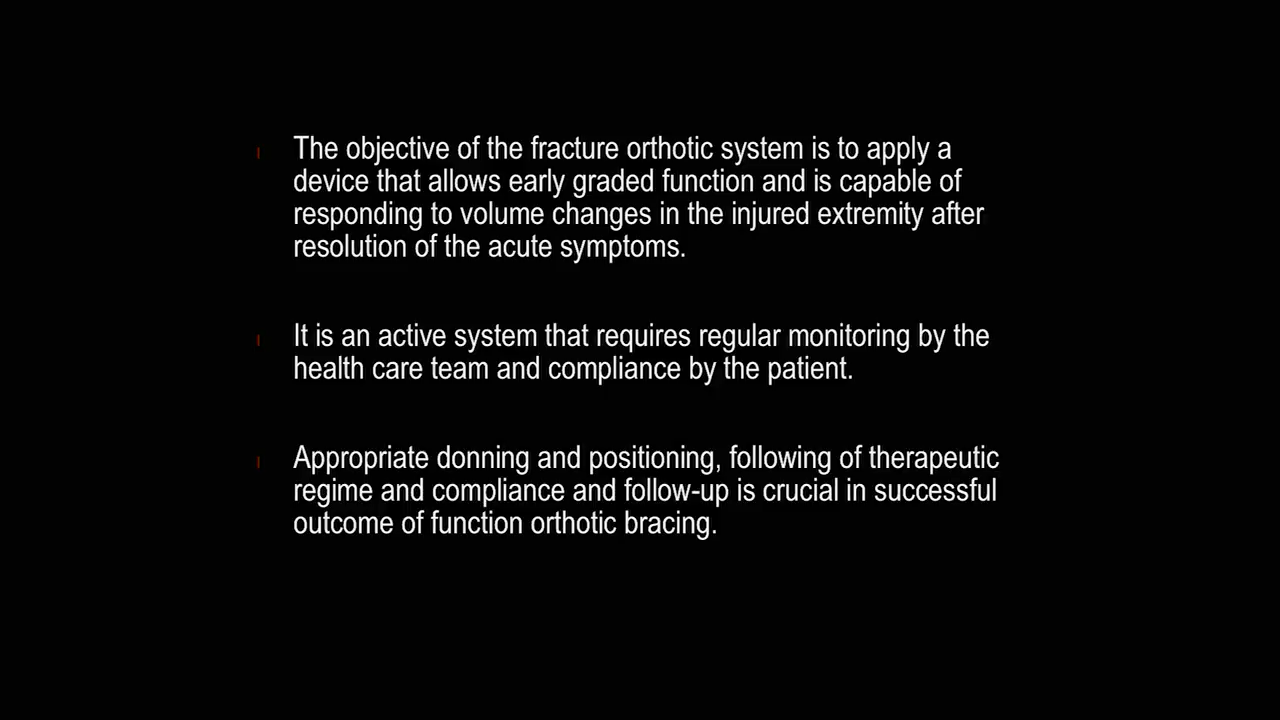 The objective of the fracture orthotic system is to apply a
device that allows early graded function and is capable of
responding to volume changes in the injured extremity after
resolution of the acute symptoms.
It is an active system that requires regular monitoring by the
health care team and compliance by the patient.
Appropriate donning and positioning, following of therapeutic
regime and compliance and follow-up is crucial in successful
outcome of function orthotic bracing.